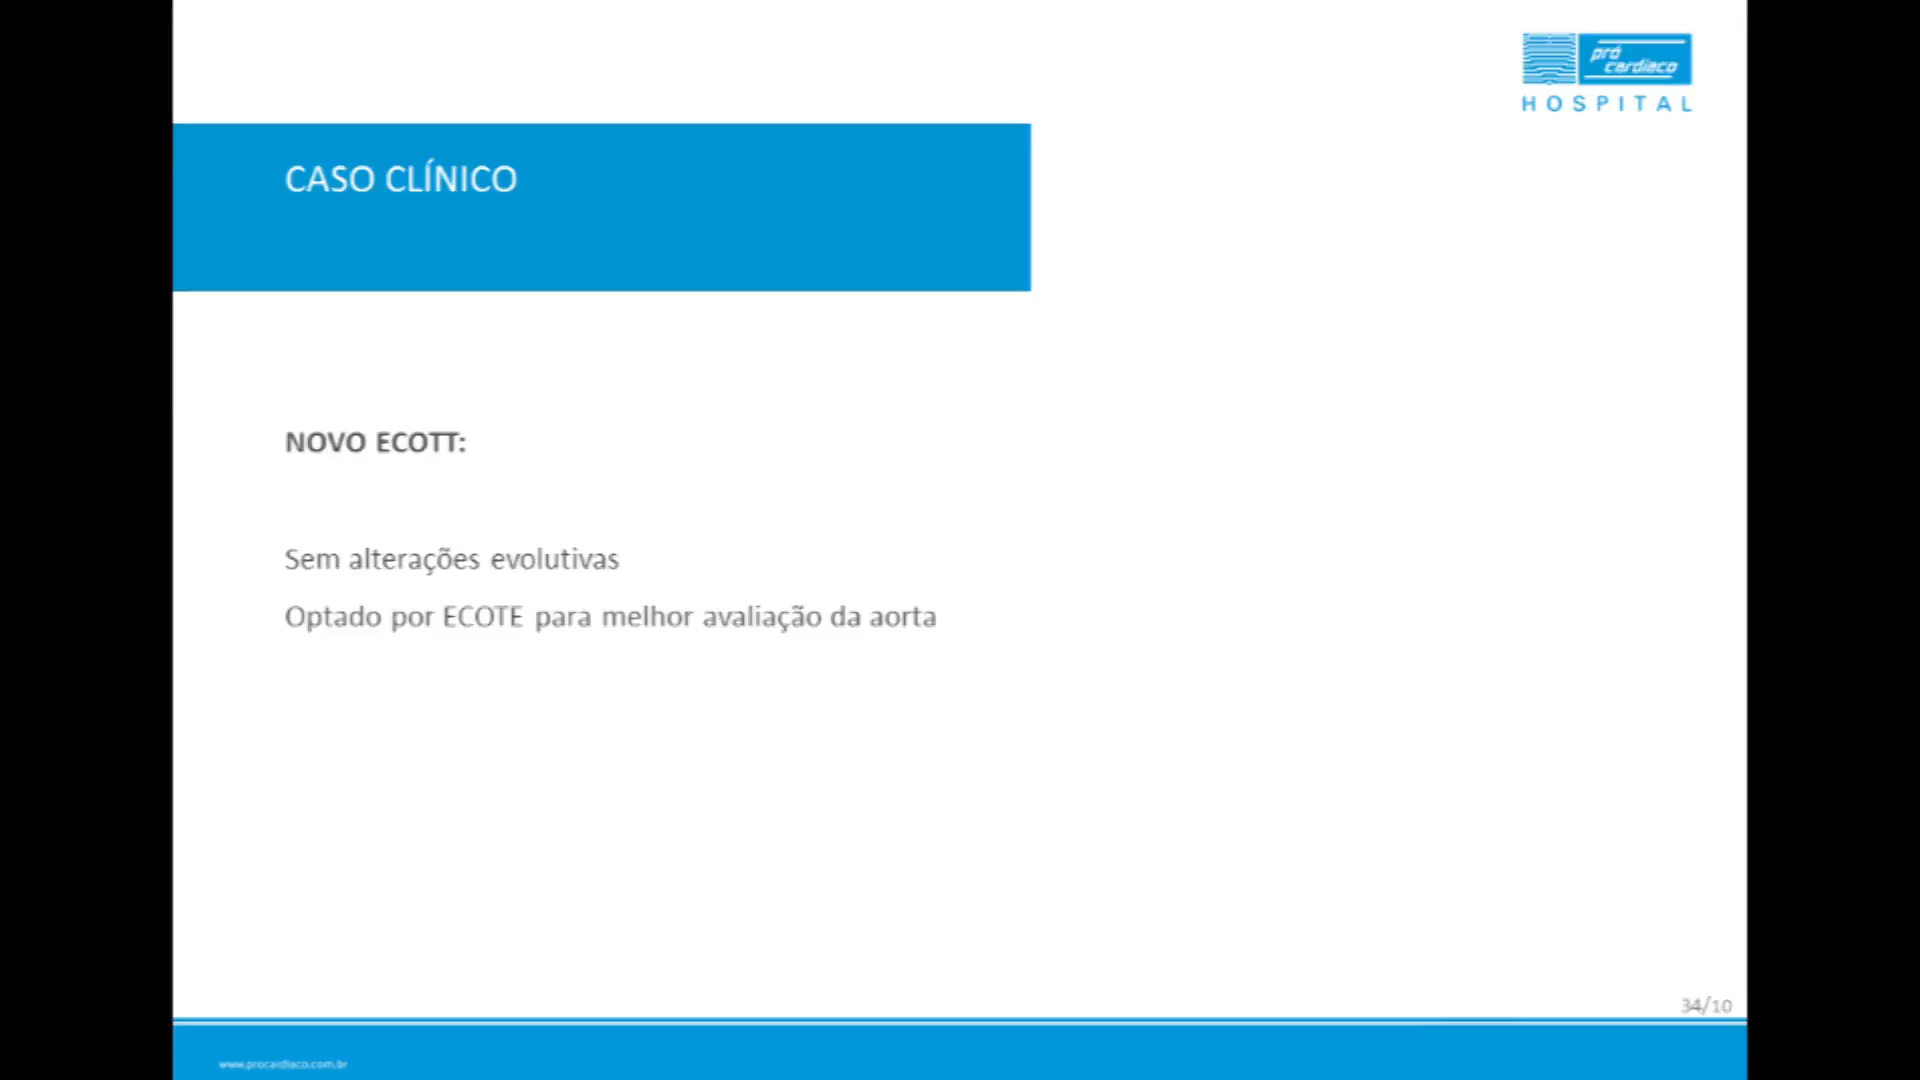 pró
cardíaco
HOSPITAL
CASO CLÍNICO
NOVO ECOTT:
Sem alterações evolutivas
Optado por ECOTE para melhor avaliação da aorta
34/10
www.procardiaco.com.br